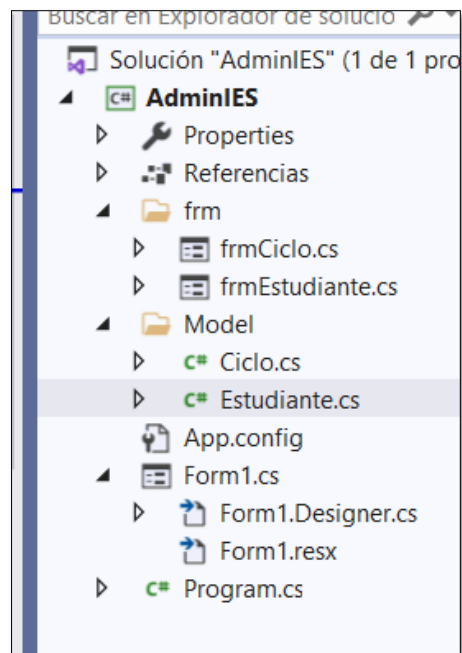 Buscar en Explorador de solucio
Solución "AdminIES" (1 de 1 pro
C# AdminIES
Properties
Referencias
frm
frmCiclo.cs
frmEstudiante.cs
Model
C# Ciclo.cs
C# Estudiante.cs
App.config
Form1.cs
Form1.Designer.cs
Form1.resx
C# Program.cs